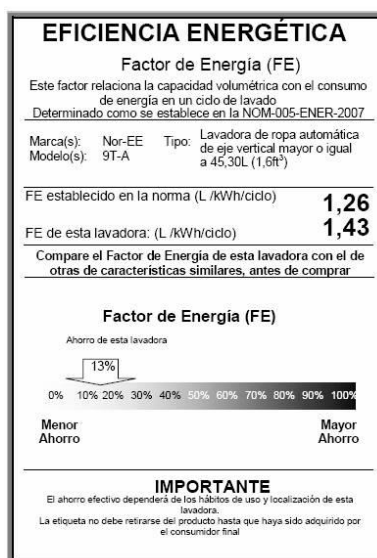 EFICIENCIA ENERGÉTICA
Factor de Energía (FE)
Este factor relaciona la capacidad volumétrica con el consumo
de energía en un ciclo de lavado
Determinado como se establece en la NOM-005-ENER-2007
Marca(s): Nor-EE Tipo: Lavadora de ropa automática
Modelo(s): 9T-A de eje vertical mayor o igual
a 45,30L (1,6ft³)
FE establecido en la norma (L /kWh/ciclo) 1,26
FE de esta lavadora: (L /kWh/ciclo) 1,43
Compare el Factor de Energía de esta lavadora con el de
otras de características similares, antes de comprar
Factor de Energía (FE)
Ahorro de esta lavadora
13%
0% 10% 20% 30% 40% 50% 60% 70% 80% 90% 100%
Menor Mayor
Ahorro Ahorro
IMPORTANTE
El ahorro efectivo dependerá de los hábitos de uso y localización de esta
lavadora.
La etiqueta no debe retirarse del producto hasta que haya sido adquirido por
el consumidor final